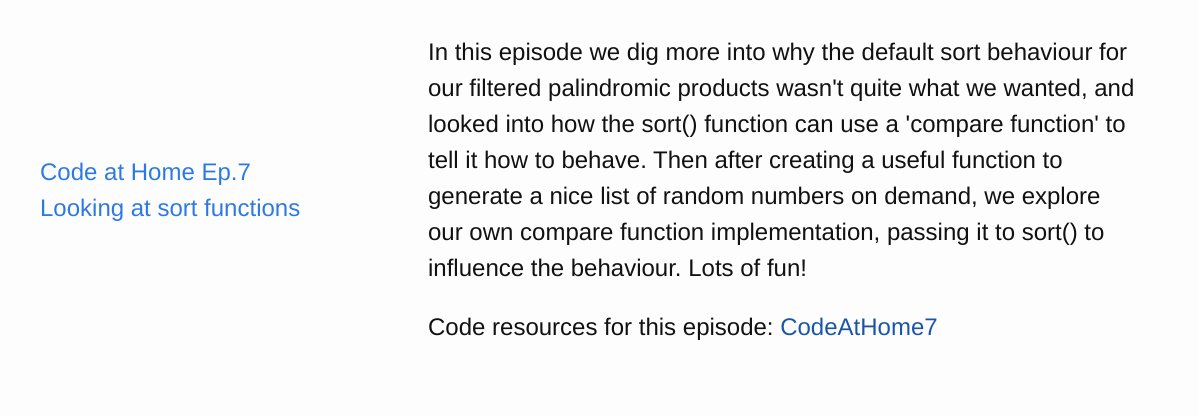 Code at Home Ep.7
Looking at sort functions
In this episode we dig more into why the default sort behaviour for
our filtered palindromic products wasn't quite what we wanted, and
looked into how the sort() function can use a 'compare function' to
tell it how to behave. Then after creating a useful function to
generate a nice list of random numbers on demand, we explore
our own compare function implementation, passing it to sort() to
influence the behaviour. Lots of fun!
Code resources for this episode: CodeAtHome7